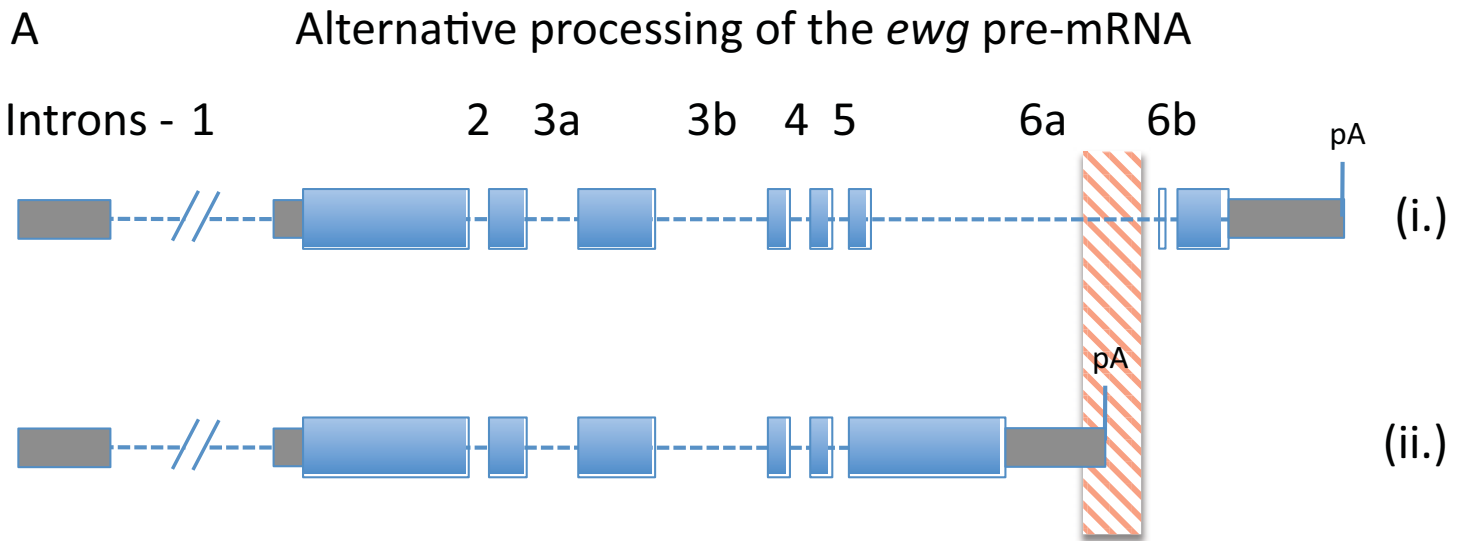 A Alternative processing of the ewg pre-mRNA
Introns - 1 2 3a 3b 4 5 6a 6b
pA
(i.)
pA
(ii.)